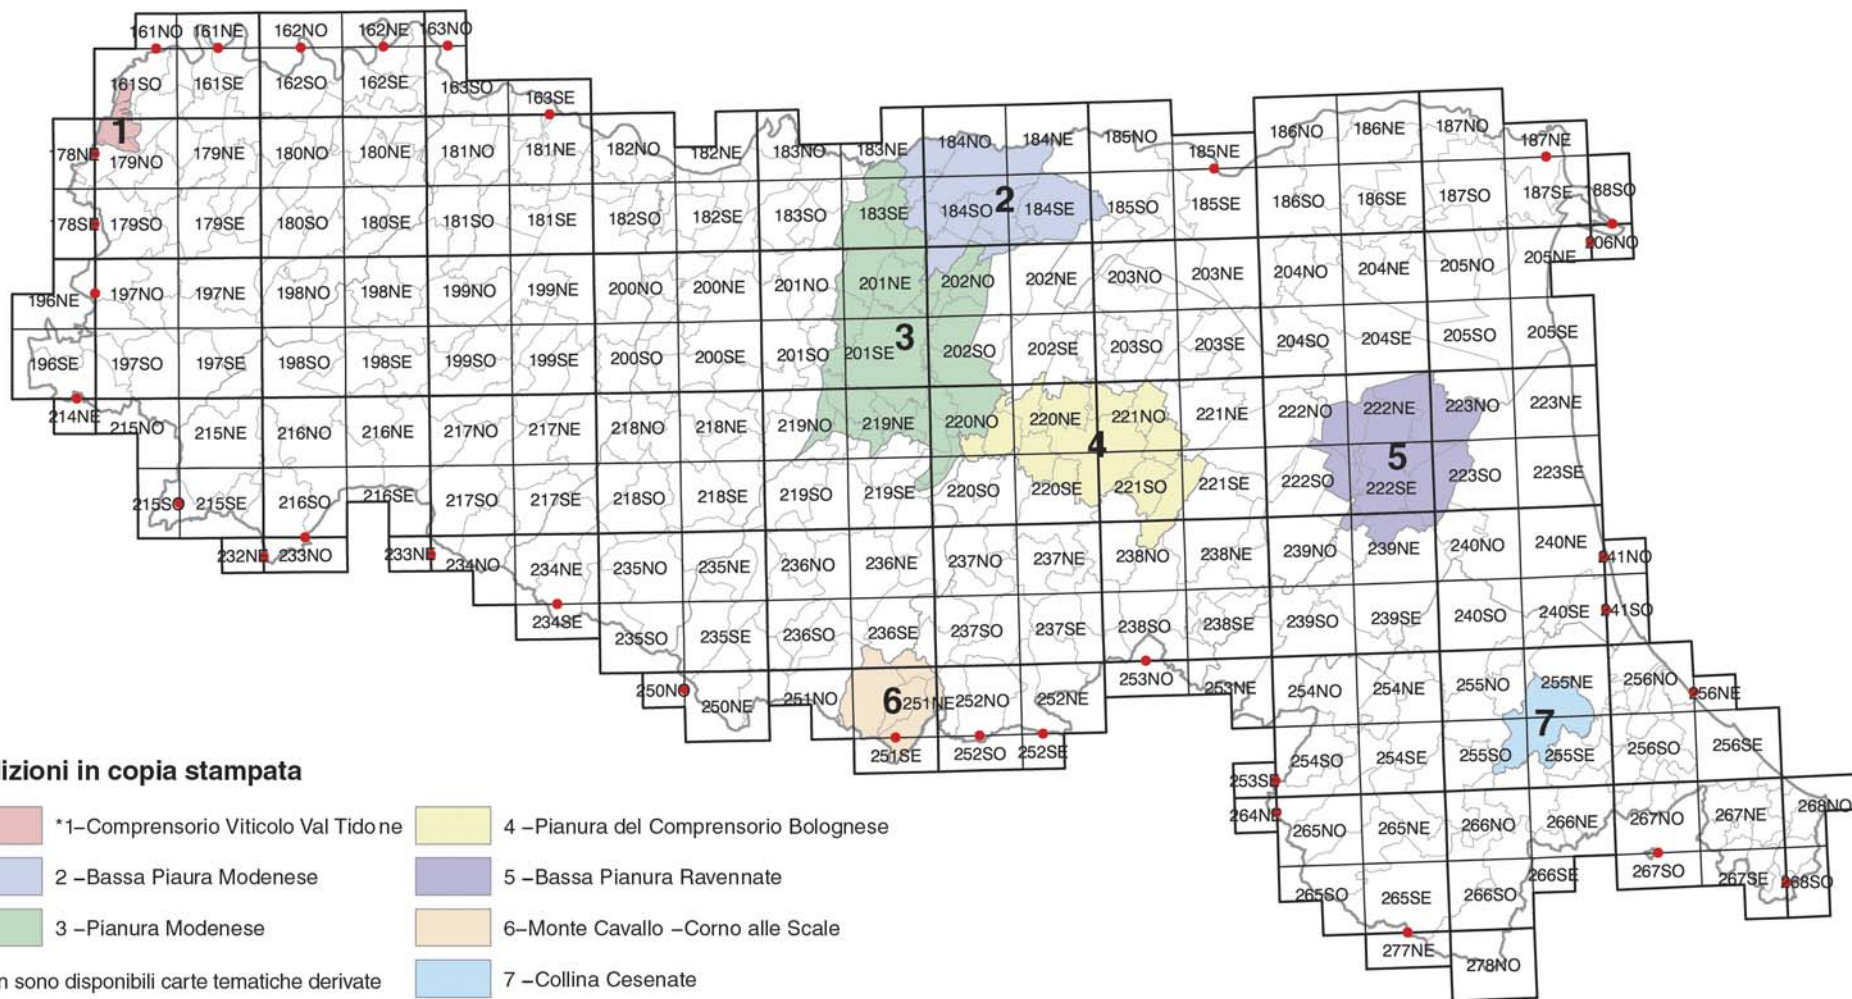 161NO 161NE 162NO 162NE 163NO
161SO 161SE 162SO 162SE 163SO 163SE
1
78NE 179NO 179NE 180NO 180NE 181NO 181NE 182NO 182NE 183NO 183NE 184NO 184NE 185NO 185NE 186NO 186NE 187NO 187NE
78SE 179SO 179SE 180SO 180SE 181SO 181SE 182SO 182SE 183SO 183SE 184SO 2 184SE 185SO 185SE 186SO 186SE 187SO 187SE 188SO
196NE 197NO 197NE 198NO 198NE 199NO 199NE 200NO 200NE 201NO 201NE 202NO 202NE 203NO 203NE 204NO 204NE 205NO 205NE 206NO
196SE 197SO 197SE 198SO 198SE 199SO 199SE 200SO 200SE 201SO 201SE 3 202SO 202SE 203SO 203SE 204SO 204SE 205SO 205SE
214NE 215NO 215NE 216NO 216NE 217NO 217NE 218NO 218NE 219NO 219NE 220NO 220NE 221NO 221NE 222NO 222NE 223NO 223NE
4 5
215SO 215SE 216SO 216SE 217SO 217SE 218SO 218SE 219SO 219SE 220SO 220SE 221SO 221SE 222SO 222SE 223SO 223SE
232NE 233NO 233NE 234NO 234NE 235NO 235NE 236NO 236NE 237NO 237NE 238NO 238NE 239NO 239NE 240NO 240NE 241NO
234SE 235SO 235SE 236SO 236SE 237SO 237SE 238SO 238SE 239SO 239SE 240SO 240SE 241SO
250NO 250NE 251NO 6 251NE 252NO 252NE 253NO 253NE 254NO 254NE 255NO 255NE 256NO 256NE
7
251SE 252SO 252SE 253SE 254SO 254SE 255SO 255SE 256SO 256SE
264NE 265NO 265NE 266NO 266NE 267NO 267NE 268NO
265SO 265SE 266SO 266SE 267SO 267SE 268SO
277NE 278NO
izioni in copia stampata
*1–Comprensorio Viticolo Val Tidone
2 –Bassa Piaura Modenese
3 –Pianura Modenese
n sono disponibili carte tematiche derivate
4 –Pianura del Comprensorio Bolognese
5 –Bassa Pianura Ravennate
6–Monte Cavallo –Corno alle Scale
7 –Collina Cesenate